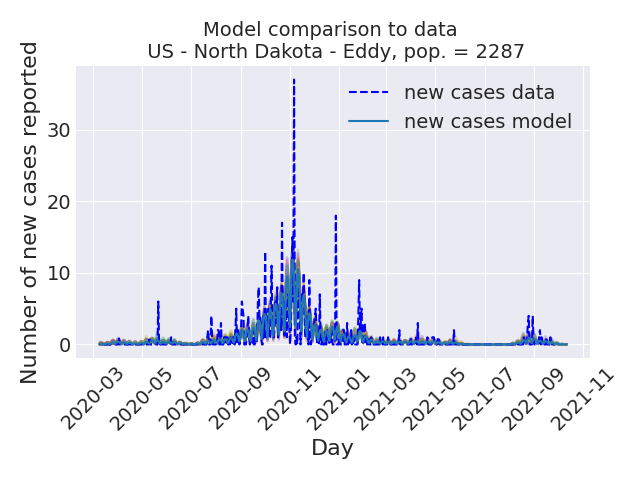 Model comparison to data
US - North Dakota - Eddy, pop. = 2287
Number of new cases reported
30
20
10
0
new cases data
new cases model
2020-03
2020-05
2020-07
2020-09
2020-11
2021-01
2021-03
2021-05
2021-07
2021-09
2021-11
Day